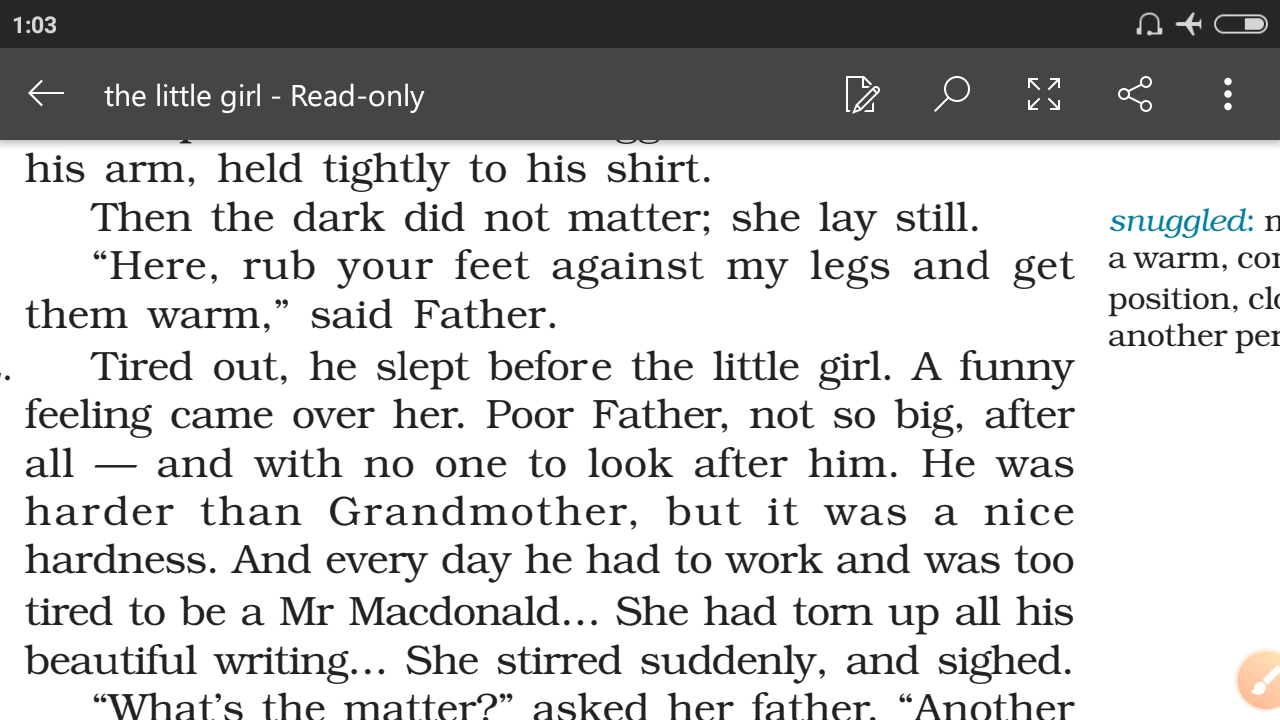 1:03
the little girl - Read-only
his arm, held tightly to his shirt.
Then the dark did not matter; she lay still.
“Here, rub your feet against my legs and get
them warm,” said Father.
Tired out, he slept before the little girl. A funny
feeling came over her. Poor Father, not so big, after
all — and with no one to look after him. He was
harder than Grandmother, but it was a nice
hardness. And every day he had to work and was too
tired to be a Mr Macdonald... She had torn up all his
beautiful writing... She stirred suddenly, and sighed.
“What’s the matter?” asked her father. “Another
snuggled:
a warm,
position,
another